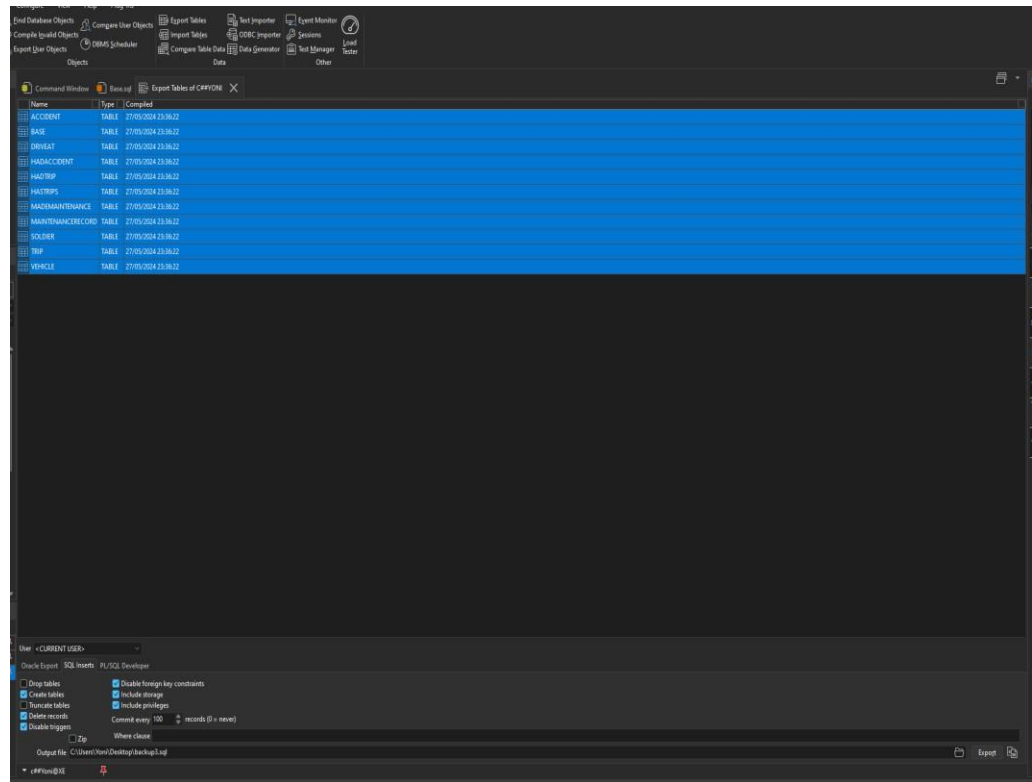 Configure View Help Plug-Ins
Find Database Objects Compare User Objects Export Tables Text Importer Event Monitor
Compile Invalid Objects Import Tables ODBC Importer Sessions
Export User Objects DBMS Scheduler Compare Table Data Data Generator Test Manager Load Tester
Objects Data Other
Command Window Base.sql Export Tables of C##YONI
Name Type Compiled
ACCIDENT TABLE 27/05/2024 23:36:22
BASE TABLE 27/05/2024 23:36:22
DRIVEAT TABLE 27/05/2024 23:36:22
HADACCIDENT TABLE 27/05/2024 23:36:22
HADTRIP TABLE 27/05/2024 23:36:22
HASTRIPS TABLE 27/05/2024 23:36:22
MADEMAINTENANCE TABLE 27/05/2024 23:36:22
MAINTENANCERECORD TABLE 27/05/2024 23:36:22
SOLDIER TABLE 27/05/2024 23:36:22
TRIP TABLE 27/05/2024 23:36:22
VEHICLE TABLE 27/05/2024 23:36:22
User <CURRENT USER>
Oracle Export SQL Inserts PL/SQL Developer
Drop tables Disable foreign key constraints
Create tables Include storage
Truncate tables Include privileges
Delete records Commit every 100 records (0 = never)
Disable triggers
Zip Where clause
Output file C:\Users\Yoni\Desktop\backup3.sql Export
c##Yoni@XE